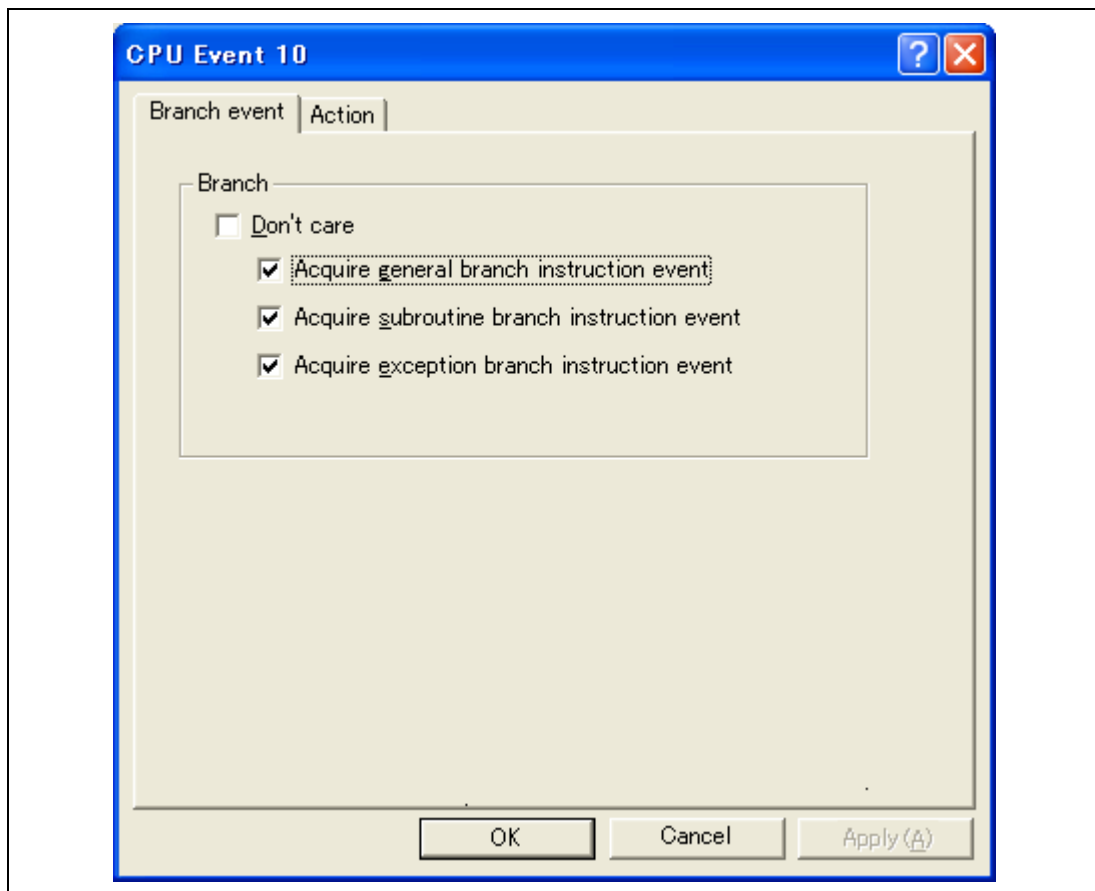 CPU Event 10
Branch event Action
Branch
Don't care
Acquire general branch instruction event
Acquire subroutine branch instruction event
Acquire exception branch instruction event
OK Cancel Apply(A)